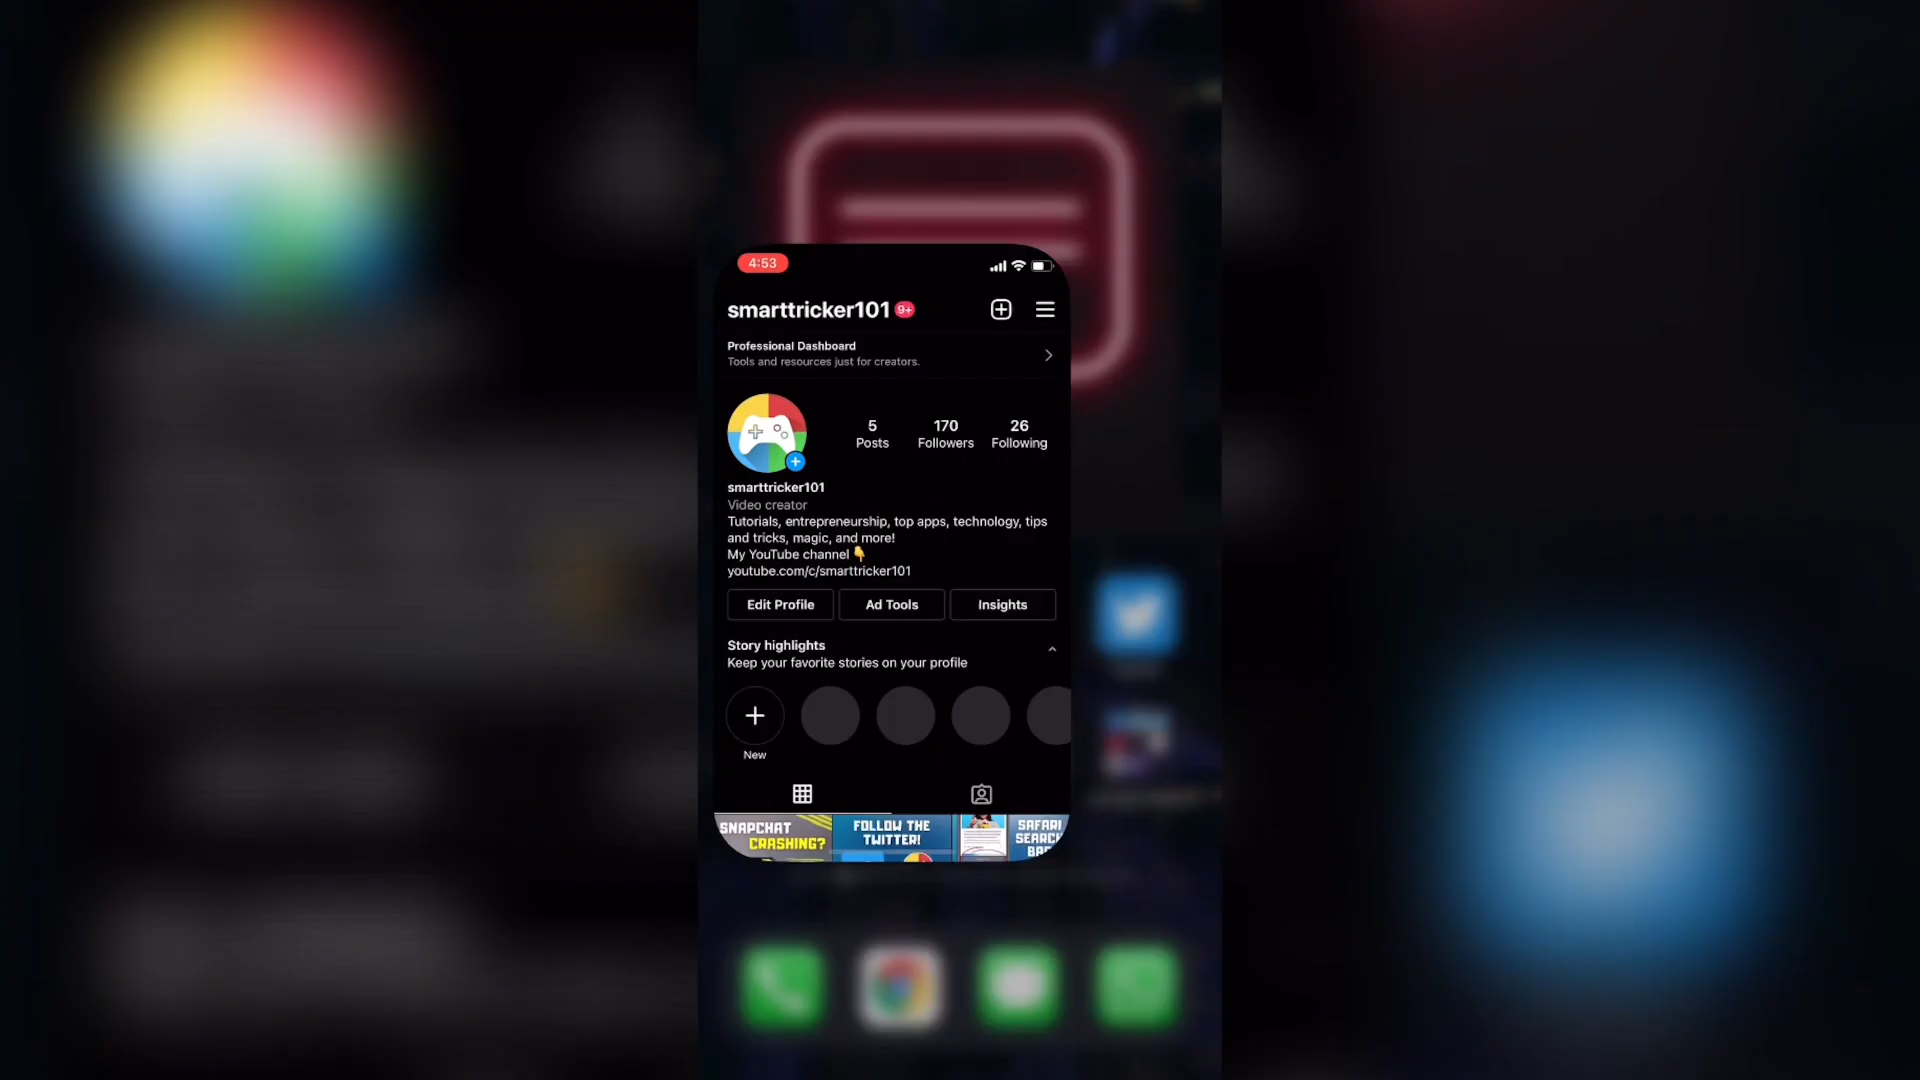 4:53
smarttricker101 9+
Professional Dashboard
Tools and resources just for creators.
5 170 26
Posts Followers Following
smarttricker101
Video creator
Tutorials, entrepreneurship, top apps, technology, tips
and tricks, magic, and more!
My YouTube channel 👇
youtube.com/c/smarttricker101
Edit Profile Ad Tools Insights
Story highlights
Keep your favorite stories on your profile
New
SNAPCHAT
CRASHING?
FOLLOW THE
TWITTER!
SAFARI
SEARCH